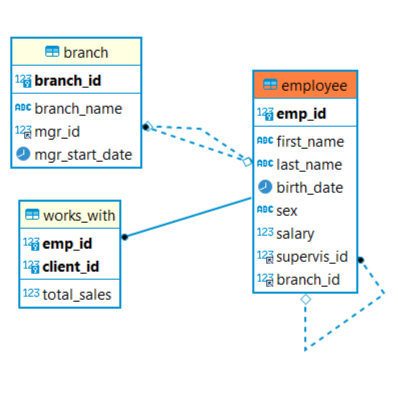 branch
123 branch_id
ABC branch_name
123 mgr_id
mgr_start_date
works_with
123 emp_id
123 client_id
123 total_sales
employee
123 emp_id
ABC first_name
ABC last_name
birth_date
ABC sex
123 salary
123 supervis_id
123 branch_id